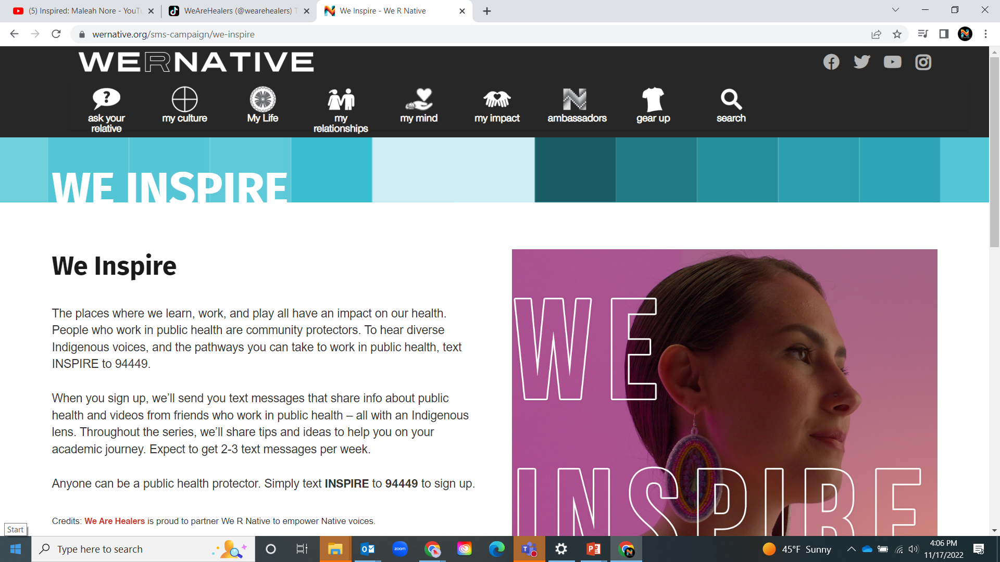 (5) Inspired: Maleah Nore - YouTu
WeAreHealers (@wearehealers) T
We Inspire - We R Native
wernative.org/sms-campaign/we-inspire
WERNATIVE
ask your relative
my culture
My Life
my relationships
my mind
my impact
ambassadors
gear up
search
WE INSPIRE
We Inspire
The places where we learn, work, and play all have an impact on our health.
People who work in public health are community protectors. To hear diverse
Indigenous voices, and the pathways you can take to work in public health, text
INSPIRE to 94449.
When you sign up, we’ll send you text messages that share info about public
health and videos from friends who work in public health – all with an Indigenous
lens. Throughout the series, we’ll share tips and ideas to help you on your
academic journey. Expect to get 2-3 text messages per week.
Anyone can be a public health protector. Simply text INSPIRE to 94449 to sign up.
Credits: We Are Healers is proud to partner We R Native to empower Native voices.
WE
INSPIRE
Start
Type here to search
zoom
45°F Sunny
4:06 PM
11/17/2022